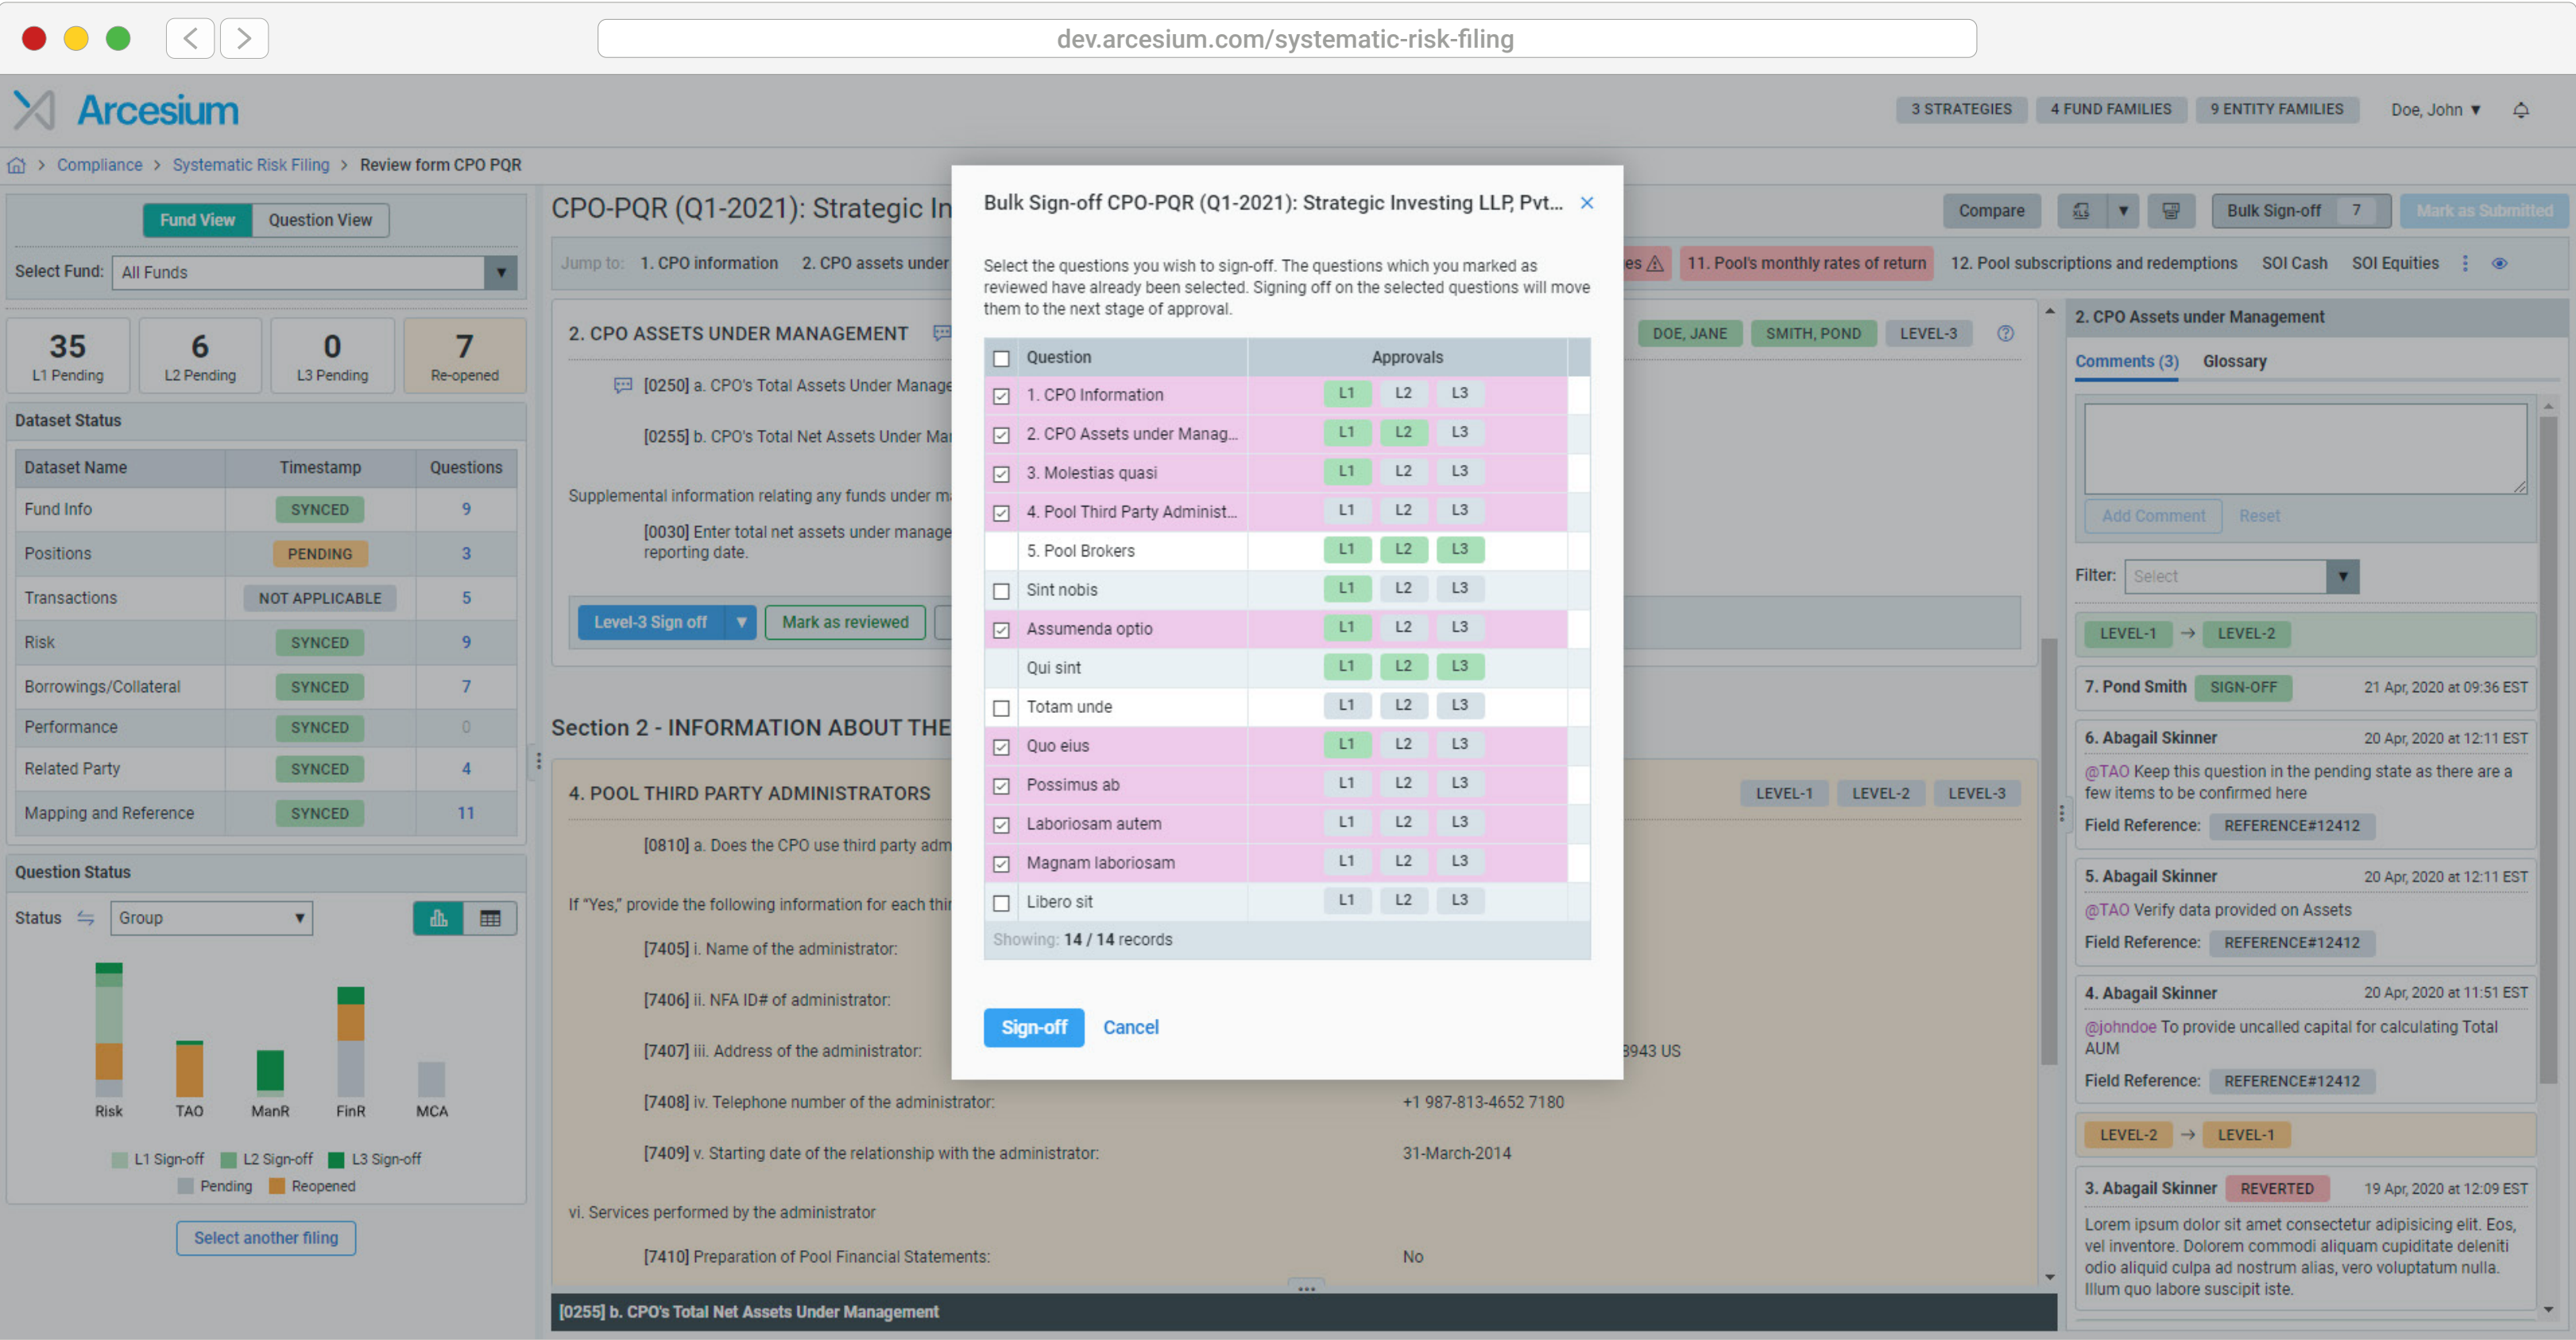 dev.arcesium.com/systematic-risk-filing
Arcesium
3 STRATEGIES 4 FUND FAMILIES 9 ENTITY FAMILIES Doe, John
> Compliance > Systematic Risk Filing > Review form CPO PQR
Fund View Question View
Select Fund: All Funds
35 6 0 7
L1 Pending L2 Pending L3 Pending Re-opened
Dataset Status
Dataset Name Timestamp Questions
Fund Info SYNCED 9
Positions PENDING 3
Transactions NOT APPLICABLE 5
Risk SYNCED 9
Borrowings/Collateral SYNCED 7
Performance SYNCED 0
Related Party SYNCED 4
Mapping and Reference SYNCED 11
Question Status
Status Group
Risk TAO ManR FinR MCA
L1 Sign-off L2 Sign-off L3 Sign-off
Pending Reopened
Select another filing
CPO-PQR (Q1-2021): Strategic In
Compare XLS Bulk Sign-off 7 Mark as Submitted
Jump to: 1. CPO information 2. CPO assets under
es 11. Pool's monthly rates of return 12. Pool subscriptions and redemptions SOI Cash SOI Equities
2. CPO ASSETS UNDER MANAGEMENT
DOE, JANE SMITH, POND LEVEL-3
[0250] a. CPO's Total Assets Under Manage
[0255] b. CPO's Total Net Assets Under Ma
Supplemental information relating any funds under m
[0030] Enter total net assets under manage
reporting date.
Level-3 Sign off Mark as reviewed
Section 2 - INFORMATION ABOUT THE
4. POOL THIRD PARTY ADMINISTRATORS
LEVEL-1 LEVEL-2 LEVEL-3
[0810] a. Does the CPO use third party adm
If "Yes," provide the following information for each thir
[7405] i. Name of the administrator:
[7406] ii. NFA ID# of administrator:
[7407] iii. Address of the administrator: 8943 US
[7408] iv. Telephone number of the administrator: +1 987-813-4652 7180
[7409] v. Starting date of the relationship with the administrator: 31-March-2014
vi. Services performed by the administrator
[7410] Preparation of Pool Financial Statements: No
[0255] b. CPO's Total Net Assets Under Management
Bulk Sign-off CPO-PQR (Q1-2021): Strategic Investing LLP, Pvt...
Select the questions you wish to sign-off. The questions which you marked as
reviewed have already been selected. Signing off on the selected questions will move
them to the next stage of approval.
Question Approvals
1. CPO Information L1 L2 L3
2. CPO Assets under Manag... L1 L2 L3
3. Molestias quasi L1 L2 L3
4. Pool Third Party Administ... L1 L2 L3
5. Pool Brokers L1 L2 L3
Sint nobis L1 L2 L3
Assumenda optio L1 L2 L3
Qui sint L1 L2 L3
Totam unde L1 L2 L3
Quo eius L1 L2 L3
Possimus ab L1 L2 L3
Laboriosam autem L1 L2 L3
Magnam laboriosam L1 L2 L3
Libero sit L1 L2 L3
Showing: 14 / 14 records
Sign-off Cancel
2. CPO Assets under Management
Comments (3) Glossary
Add Comment Reset
Filter: Select
LEVEL-1 → LEVEL-2
7. Pond Smith SIGN-OFF 21 Apr, 2020 at 09:36 EST
6. Abagail Skinner 20 Apr, 2020 at 12:11 EST
@TAO Keep this question in the pending state as there are a
few items to be confirmed here
Field Reference: REFERENCE#12412
5. Abagail Skinner 20 Apr, 2020 at 12:11 EST
@TAO Verify data provided on Assets
Field Reference: REFERENCE#12412
4. Abagail Skinner 20 Apr, 2020 at 11:51 EST
@johndoe To provide uncalled capital for calculating Total
AUM
Field Reference: REFERENCE#12412
LEVEL-2 → LEVEL-1
3. Abagail Skinner REVERTED 19 Apr, 2020 at 12:09 EST
Lorem ipsum dolor sit amet consectetur adipisicing elit. Eos,
vel inventore. Dolorem commodi aliquam cupiditate deleniti
odio aliquid culpa ad nostrum alias, vero voluptatum nulla.
Illum quo labore suscipit iste.